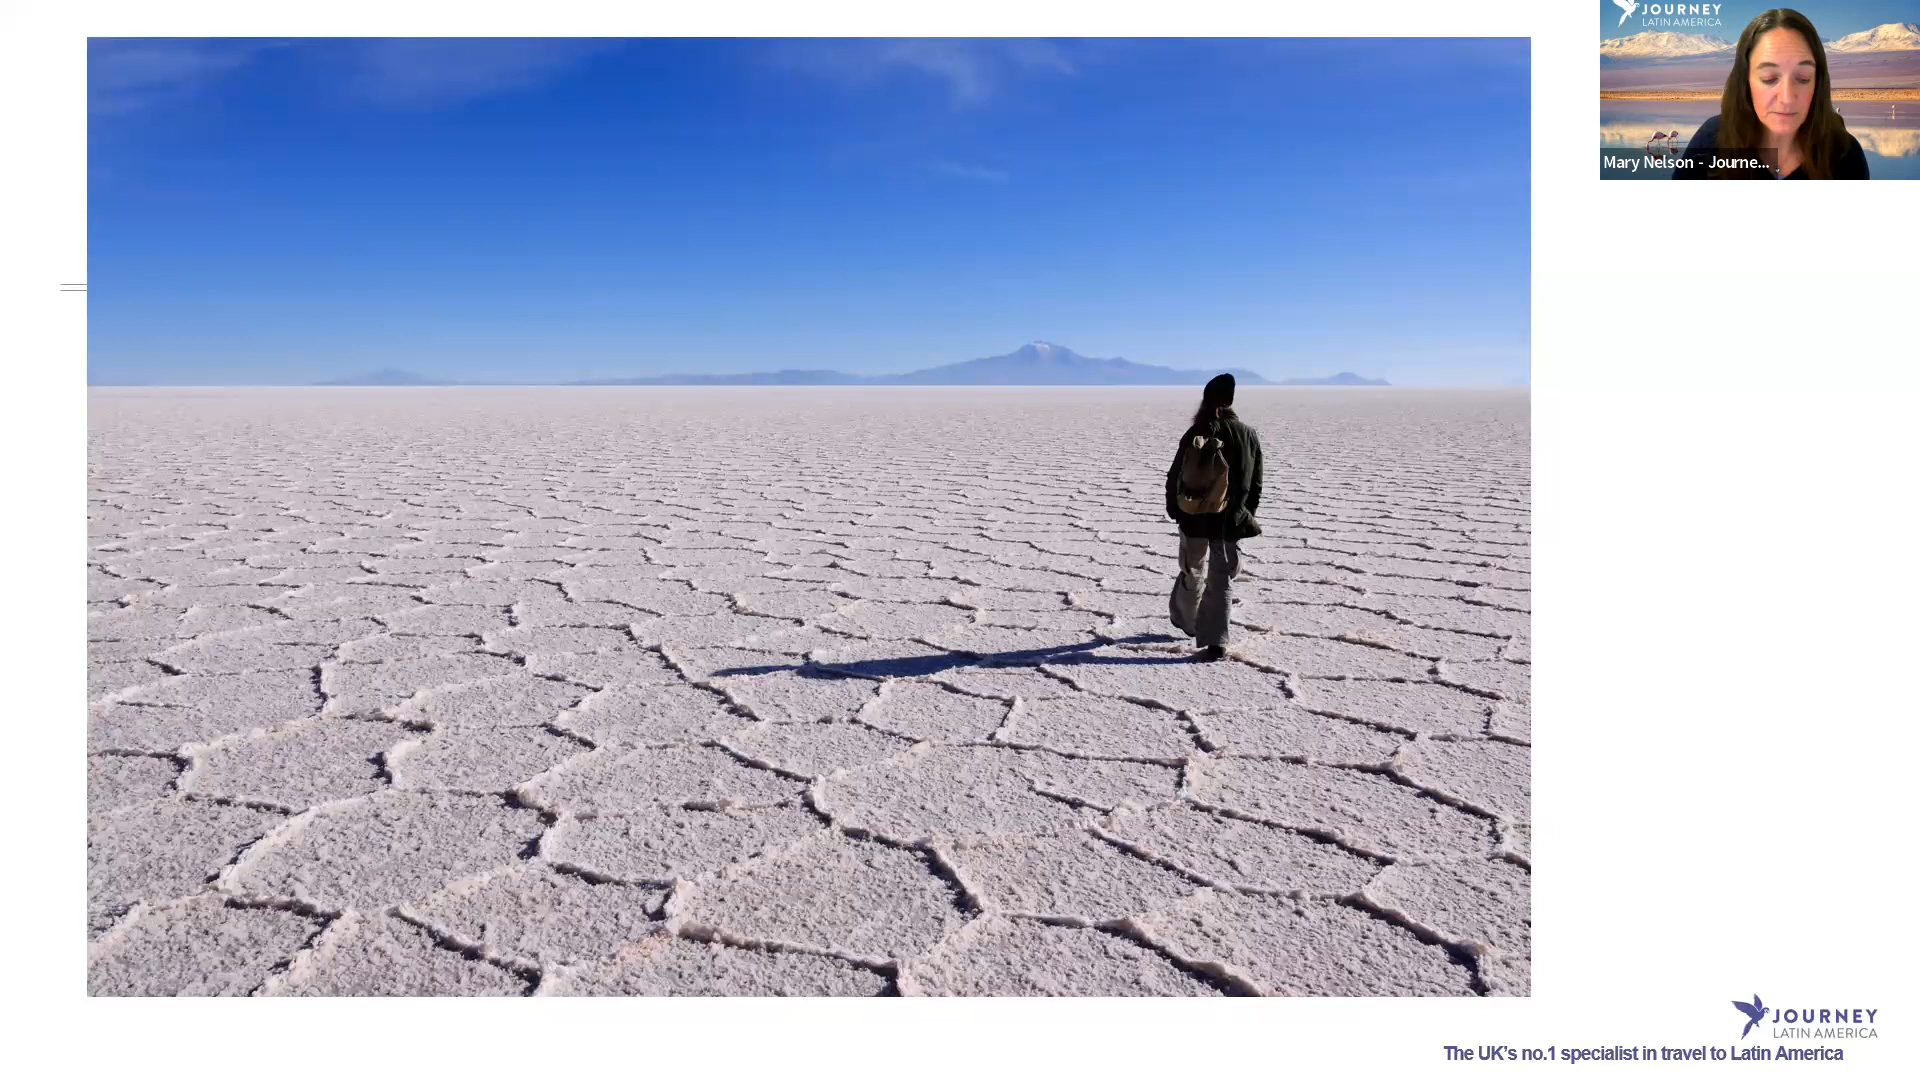 JOURNEY
LATIN AMERICA
Mary Nelson - Journe...
JOURNEY
LATIN AMERICA
The UK's no.1 specialist in travel to Latin America